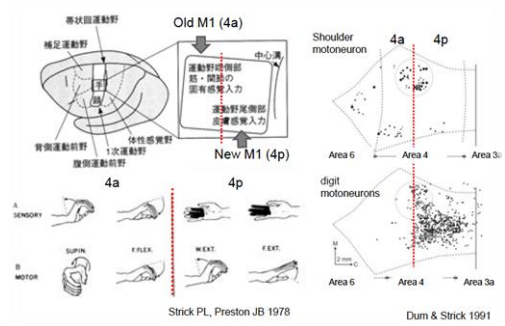 Old M1 (4a)
帯状回運動野
補足運動野
手
背側運動前野
腹側運動前野
1次運動野
体性感覚野
中心溝
運動野吻側部
筋・関節の
固有感覚入力
運動野尾側部
皮膚感覚入力
New M1 (4p)
4a
4p
A
SENSORY
SUPIN.
F.FLEX.
W.EXT.
F.EXT.
B
MOTOR
Strick PL, Preston JB 1978
Shoulder
motoneuron
4a
4p
Area 6
Area 4
Area 3a
digit
motoneurons
M
C
2 mm
Area 6
Area 4
Area 3a
Dum & Strick 1991